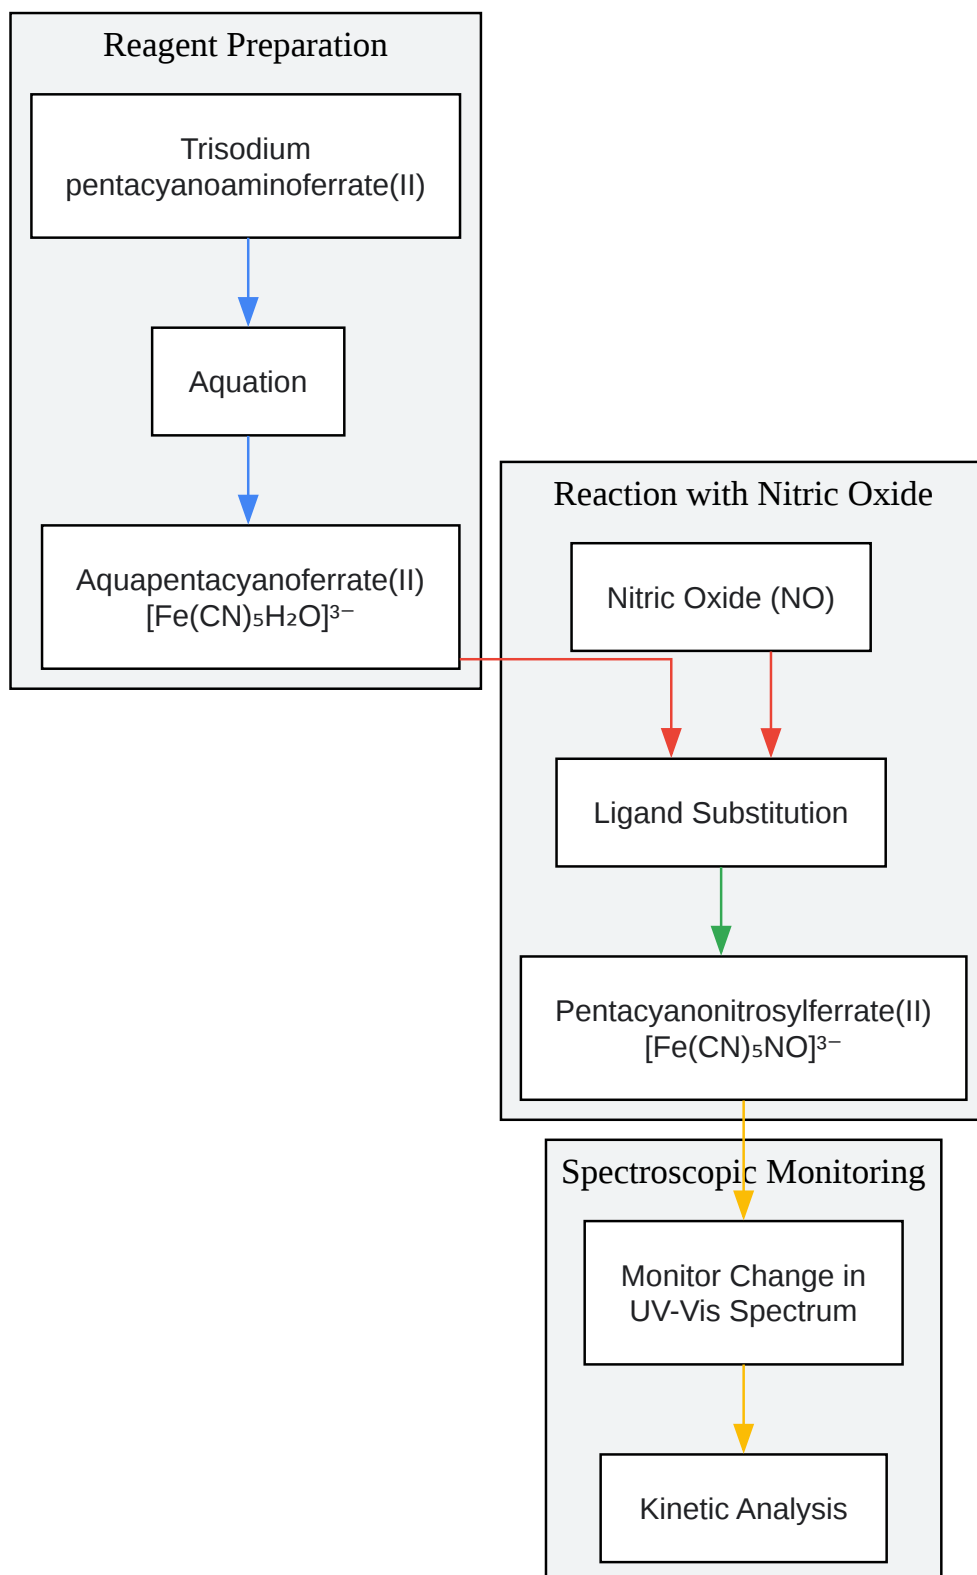 Reagent Preparation
Trisodium
pentacyanoaminoferrate(II)
Aquation
Aquapentacyanoferrate(II)
[Fe(CN)₅H₂O]³⁻
Reaction with Nitric Oxide
Nitric Oxide (NO)
Ligand Substitution
Pentacyanonitrosylferrate(II)
[Fe(CN)₅NO]³⁻
Spectroscopic Monitoring
Monitor Change in
UV-Vis Spectrum
Kinetic Analysis